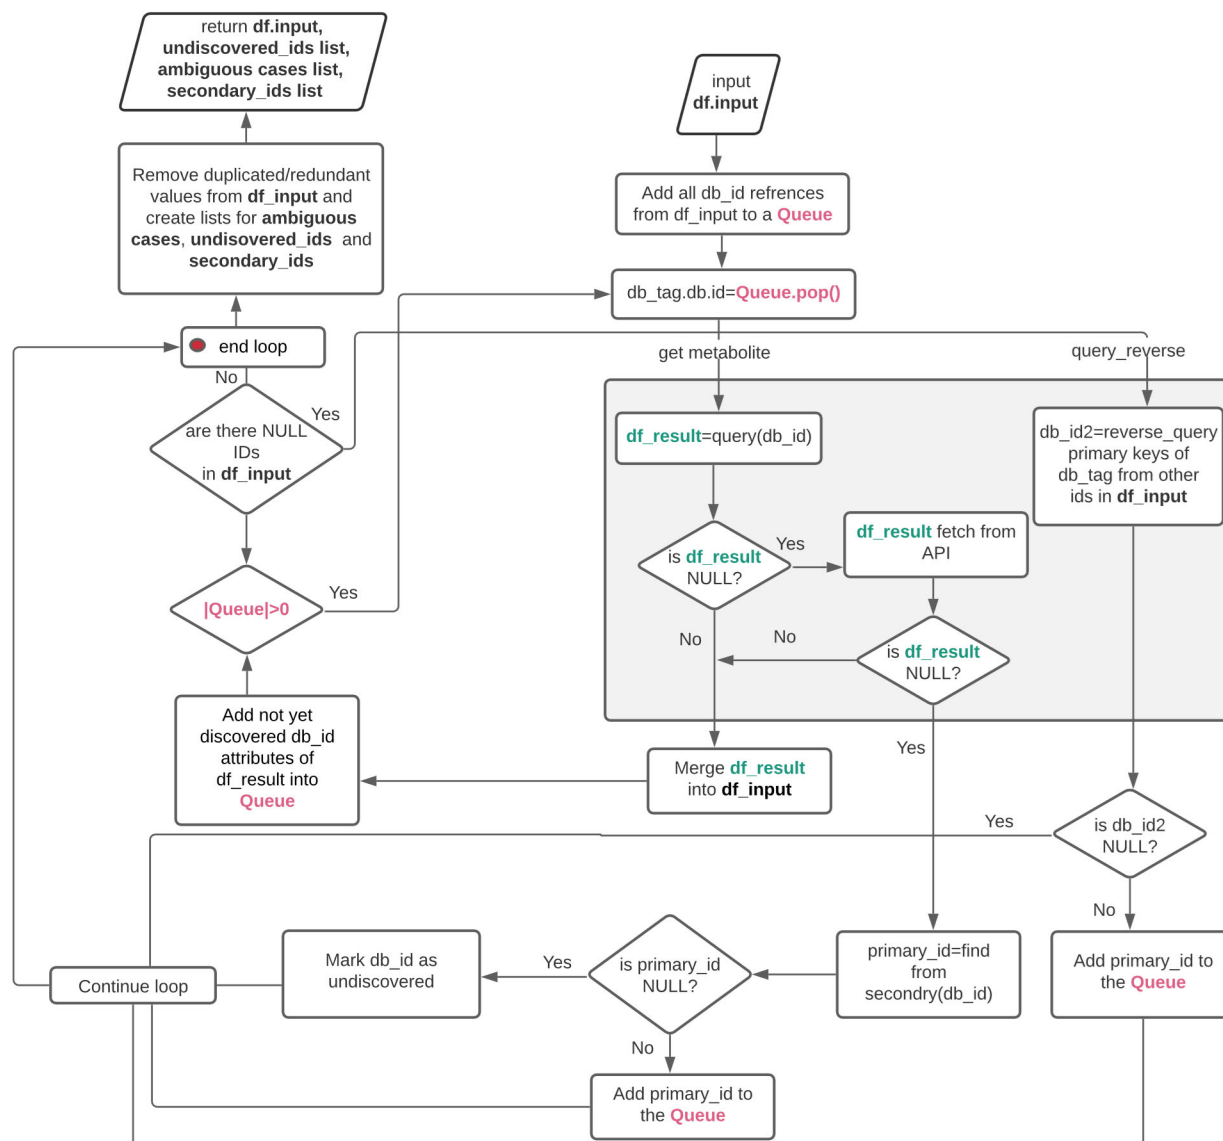 return df.input,
undiscovered_ids list,
ambiguous cases list,
secondary_ids list
input
df.input
Remove duplicated/redundant
values from df_input and
create lists for ambiguous
cases, undisovered_ids and
secondary_ids
Add all db_id refrences
from df_input to a Queue
db_tag.db.id=Queue.pop()
end loop
get metabolite
query_reverse
No
Yes
are there NULL
IDs
in df_input
df_result=query(db_id)
db_id2=reverse_query
primary keys of
db_tag from other
ids in df_input
is df_result
NULL?
Yes
df_result fetch from
API
|Queue|>0
Yes
No
No
is df_result
NULL?
Add not yet
discovered db_id
attributes of
df_result into
Queue
Merge df_result
into df_input
Yes
Yes
is db_id2
NULL?
No
Continue loop
Mark db_id as
undiscovered
Yes
is primary_id
NULL?
primary_id=find
from
secondry(db_id)
Add primary_id to
the Queue
No
Add primary_id to
the Queue